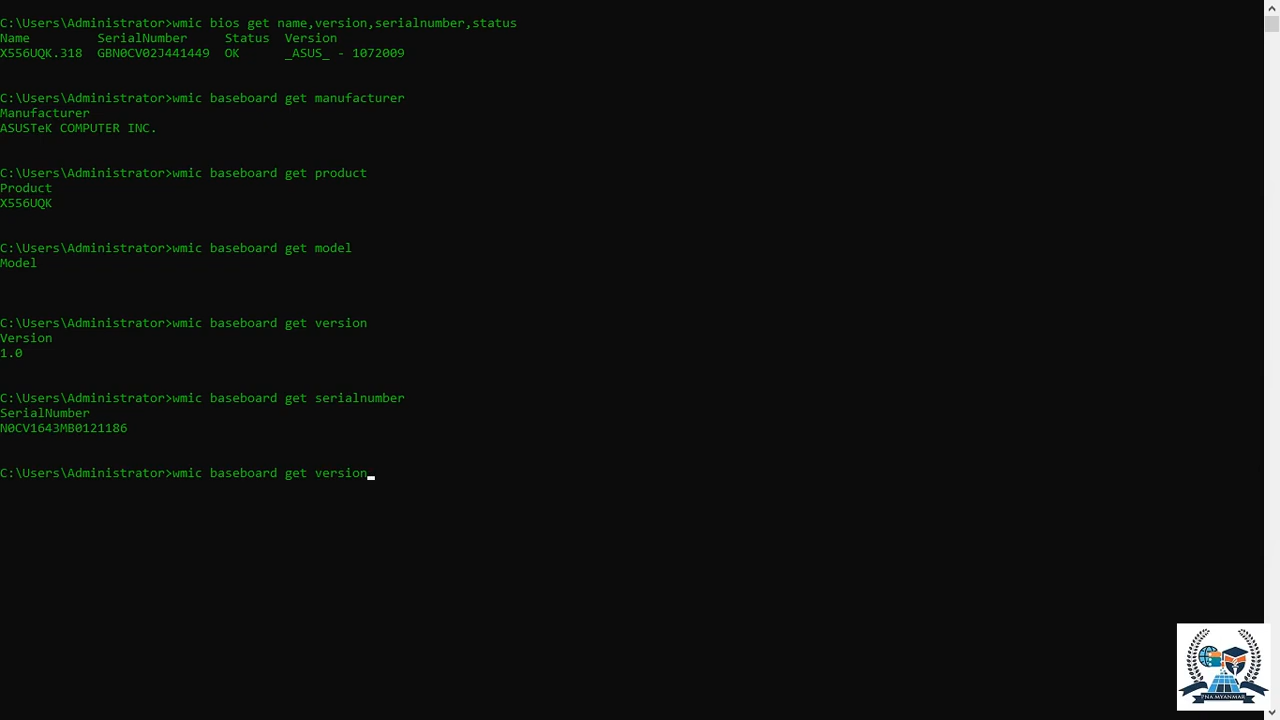 C:\Users\Administrator>wmic bios get name,version,serialnumber,status
Name         SerialNumber     Status  Version
X556UQK.318  GBN0CV02J441449  OK      _ASUS_ - 1072009
C:\Users\Administrator>wmic baseboard get manufacturer
Manufacturer
ASUSTeK COMPUTER INC.
C:\Users\Administrator>wmic baseboard get product
Product
X556UQK
C:\Users\Administrator>wmic baseboard get model
Model
C:\Users\Administrator>wmic baseboard get version
Version
1.0
C:\Users\Administrator>wmic baseboard get serialnumber
SerialNumber
N0CV1643MB0121186
C:\Users\Administrator>wmic baseboard get version
MYANMAR